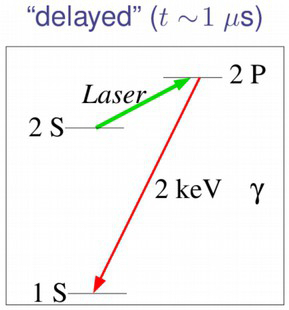 “delayed” (t ∼1 μs)
2 P
Laser
2 S
2 keV γ
1 S